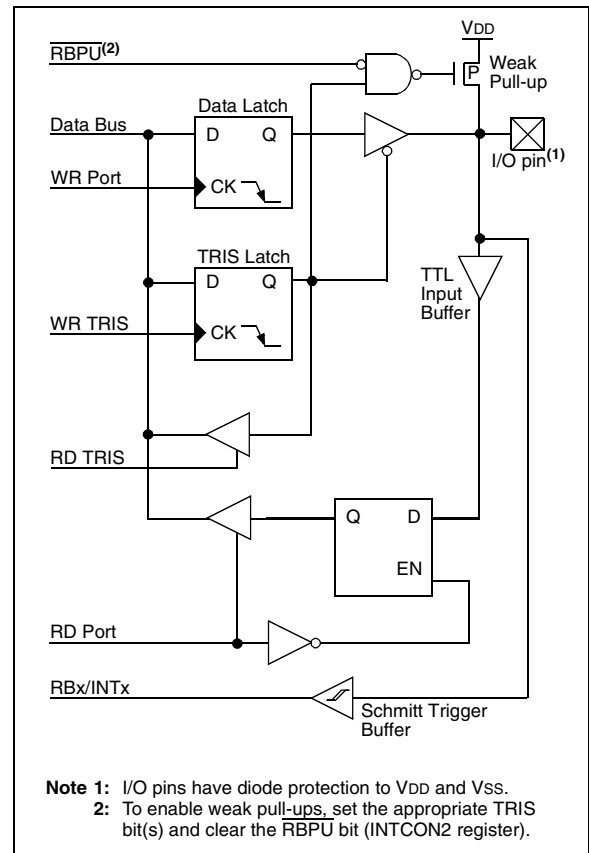 VDD
RBPU(2)
P
Weak
Pull-up
Data Latch
Data Bus
D Q
I/O pin(1)
WR Port
CK
TRIS Latch
D Q
TTL
Input
Buffer
WR TRIS
CK
RD TRIS
Q D
EN
RD Port
RBx/INTx
Schmitt Trigger
Buffer
Note 1: I/O pins have diode protection to VDD and VSS.
2: To enable weak pull-ups, set the appropriate TRIS
bit(s) and clear the RBPU bit (INTCON2 register).